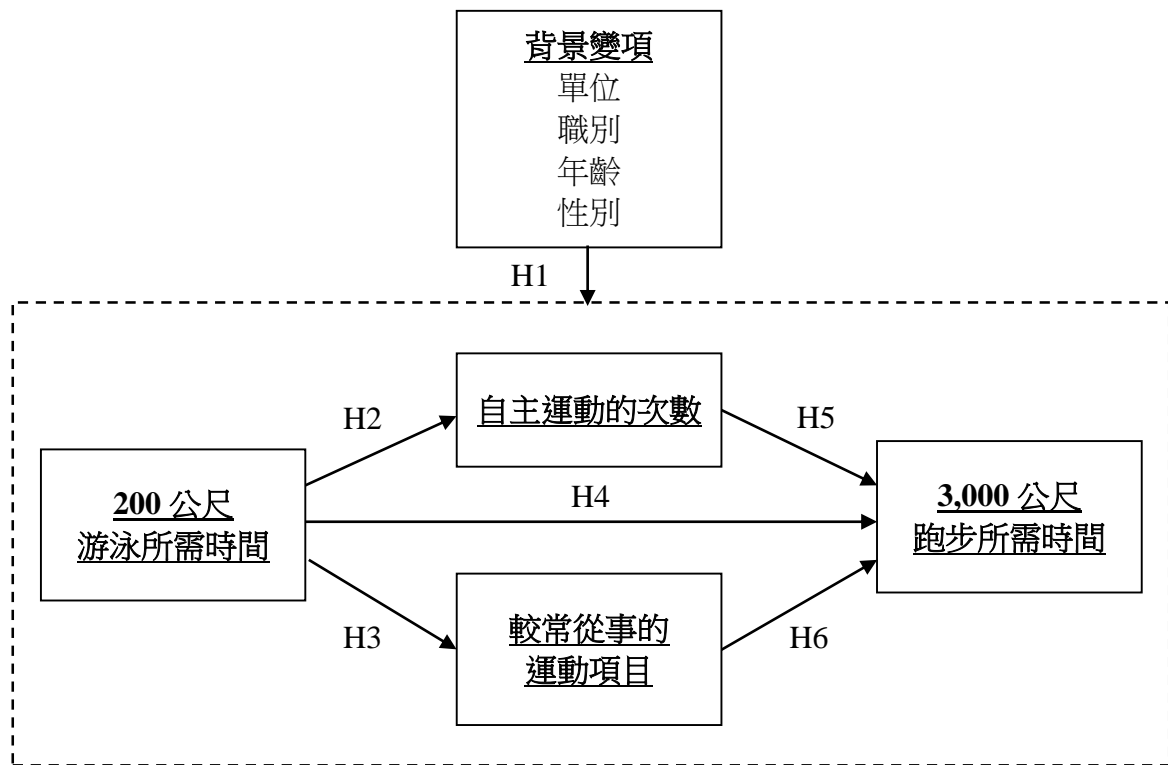 背景變項
單位
職別
年齡
性別
H1
自主運動的次數
H2
H5
200 公尺
游泳所需時間
H4
3,000 公尺
跑步所需時間
H3
較常從事的
運動項目
H6